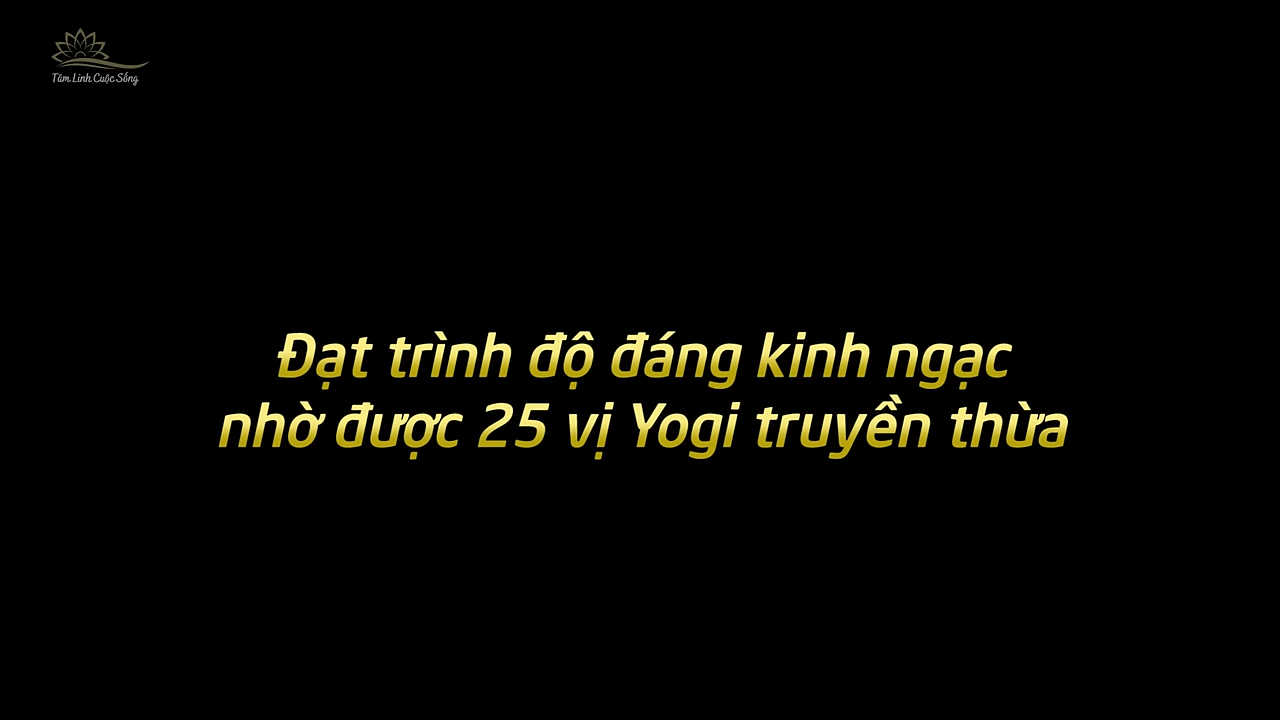 Tâm Linh Cuộc Sống
Đạt trình độ đáng kinh ngạc
nhờ được 25 vị Yogi truyền thừa